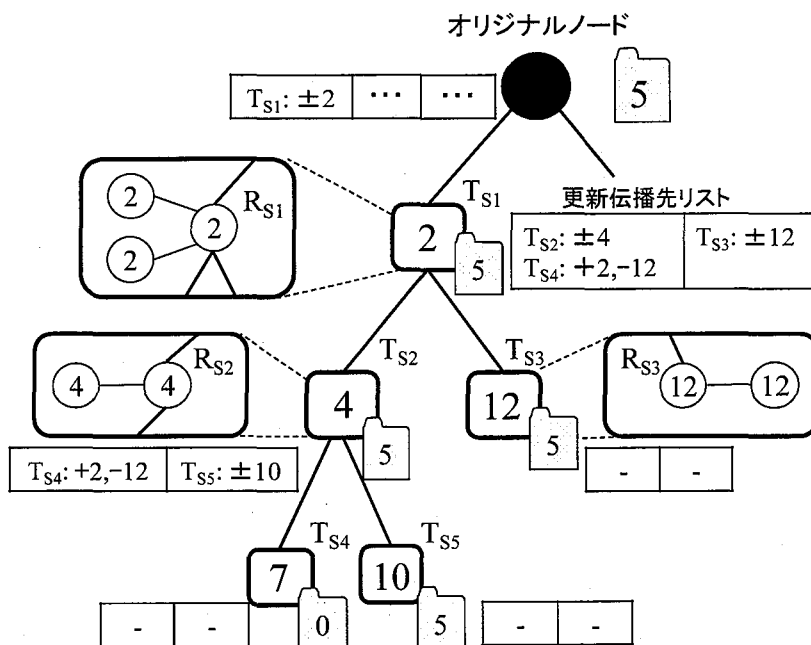 オリジナルノード
T_S1: ±2 … …
5
T_S1
更新伝播先リスト
2
R_S1
2
2
2
5
T_S2: ±4 T_S3: ±12
T_S4: +2,−12
T_S2
T_S3
R_S2
4 4
4
5
12
5
R_S3
12 12
T_S4: +2,−12 T_S5: ±10
- -
T_S4
T_S5
7
10
- -
0
5
- -